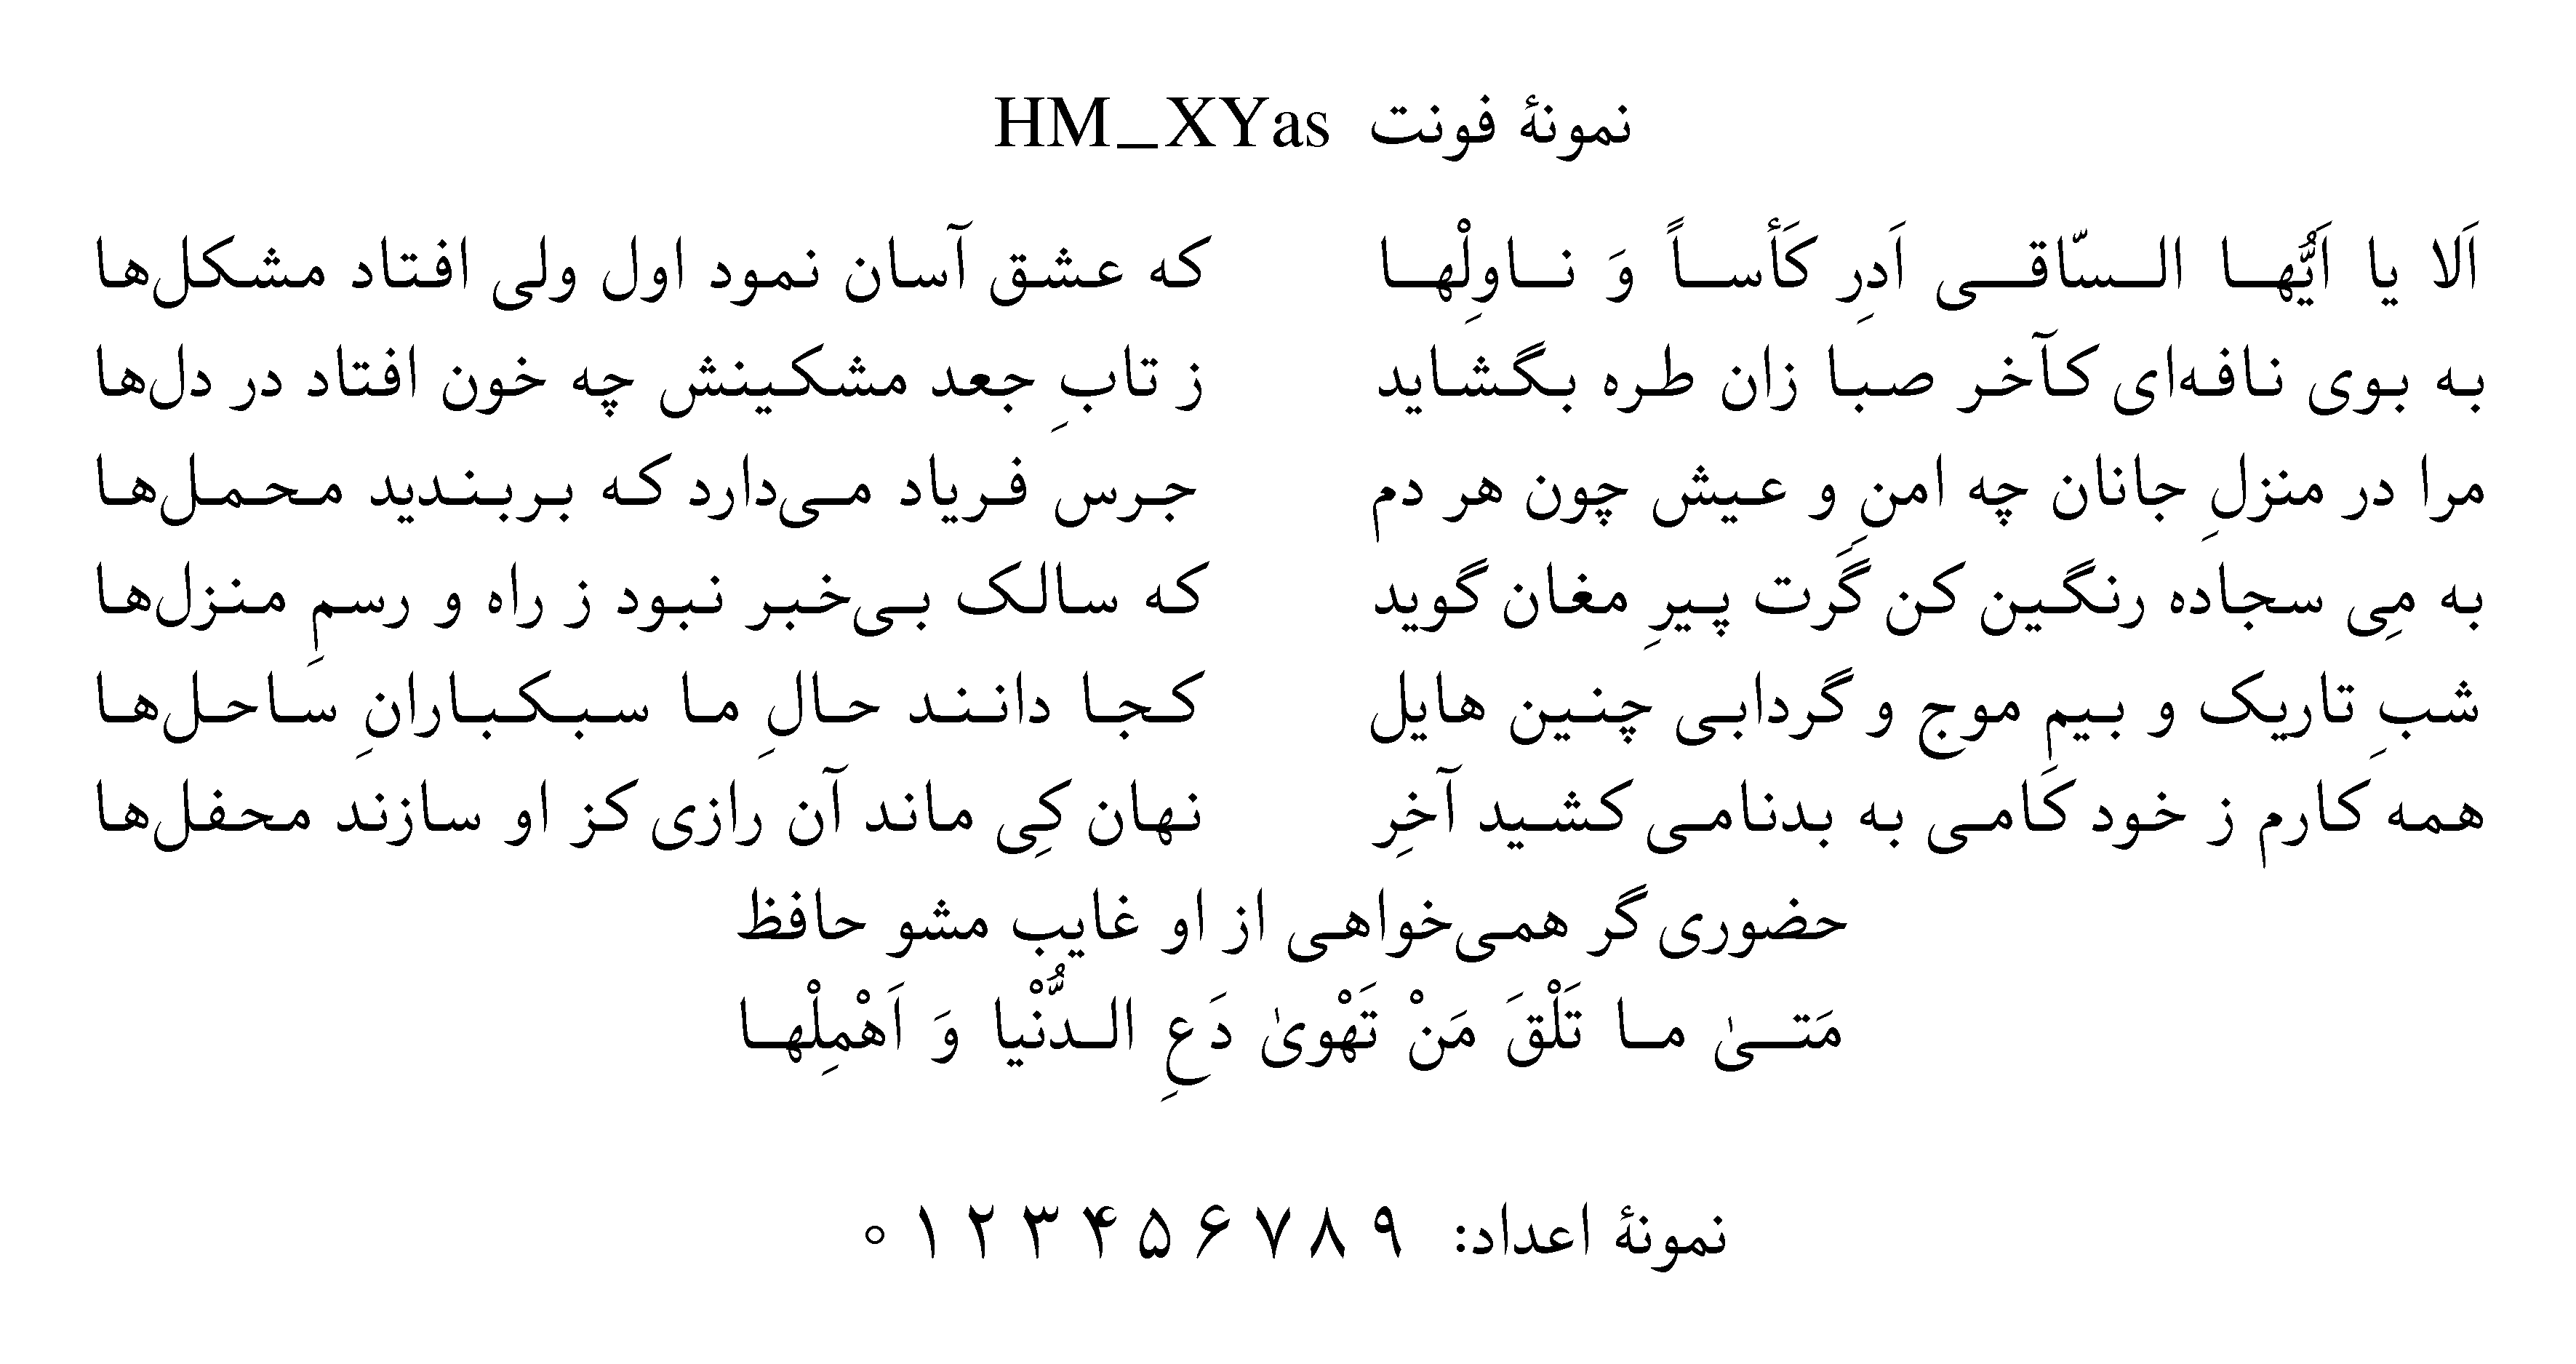 نمونهٔ فونت HM_XYas
اَلا یا اَیُّها السّاقی اَدرِ کَأساً وَ ناولِْها
که عشق آسان نمود اول ولی افتاد مشکل‌ها
به بوی نافه‌ای کآخر صبا زان طره بگشاید
ز تابِ جعد مشکینش چه خون افتاد در دل‌ها
مرا در منزلِ جانان چه امنِ و عیش چون هر دم
جرس فریاد می‌دارد که بربندید محمل‌ها
به مِی سجاده رنگین کن گَرت پیرِ مغان گوید
که سالک بی‌خبر نبود ز راه و رسمِ منزل‌ها
شبِ تاریک و بیمِ موج و گردابی چنین هایل
کجا دانند حالِ ما سبکبارانِ ساحل‌ها
همه کارم ز خود کامی به بدنامی کشید آخِر
نهان کِی ماند آن رازی کز او سازند محفل‌ها
حضوری گر همی‌خواهی از او غایب مشو حافظ
مَتیٰ ما تَلْقَ مَنْ تَهْویٰ دَعِ الدُّنْیا وَ اَهْمِلْها
نمونهٔ اعداد: ۹ ۸ ۷ ۶ ۵ ۴ ۳ ۲ ۱ ۰